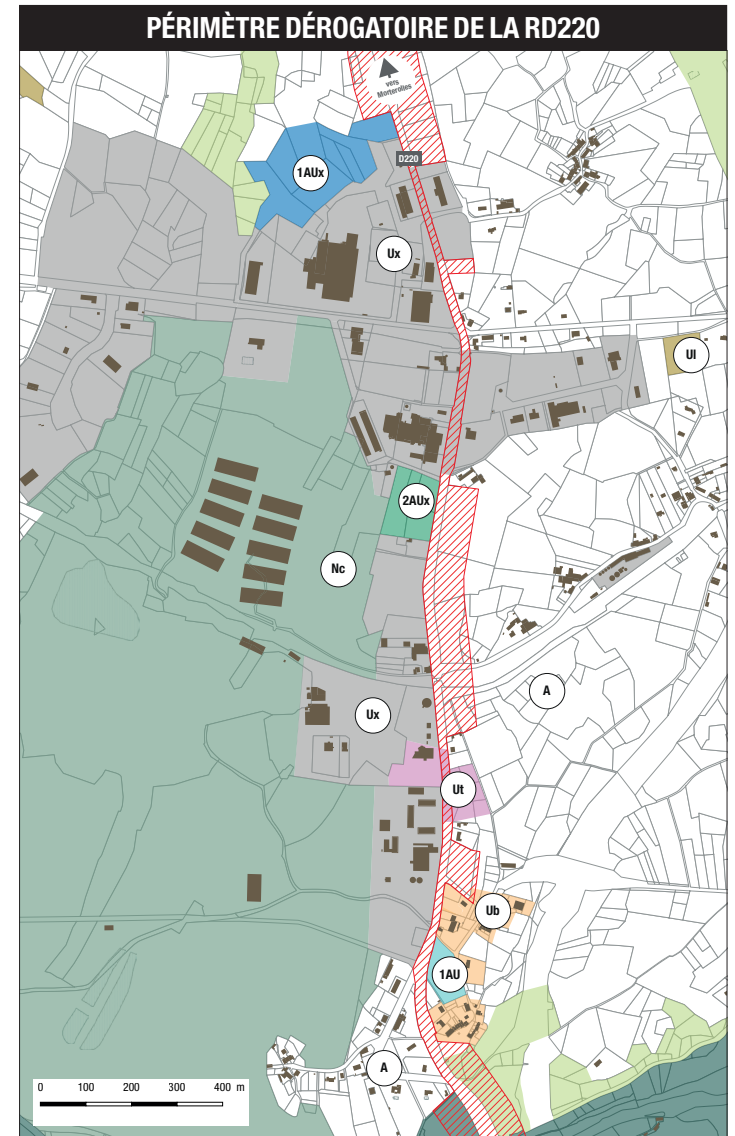 PÉRIMÈTRE DÉROGATOIRE DE LA RD220
vers
Morterolles
D220
1AUx
Ux
Ul
2AUx
Nc
A
Ux
Ut
Ub
1AU
A
0 100 200 300 400 m